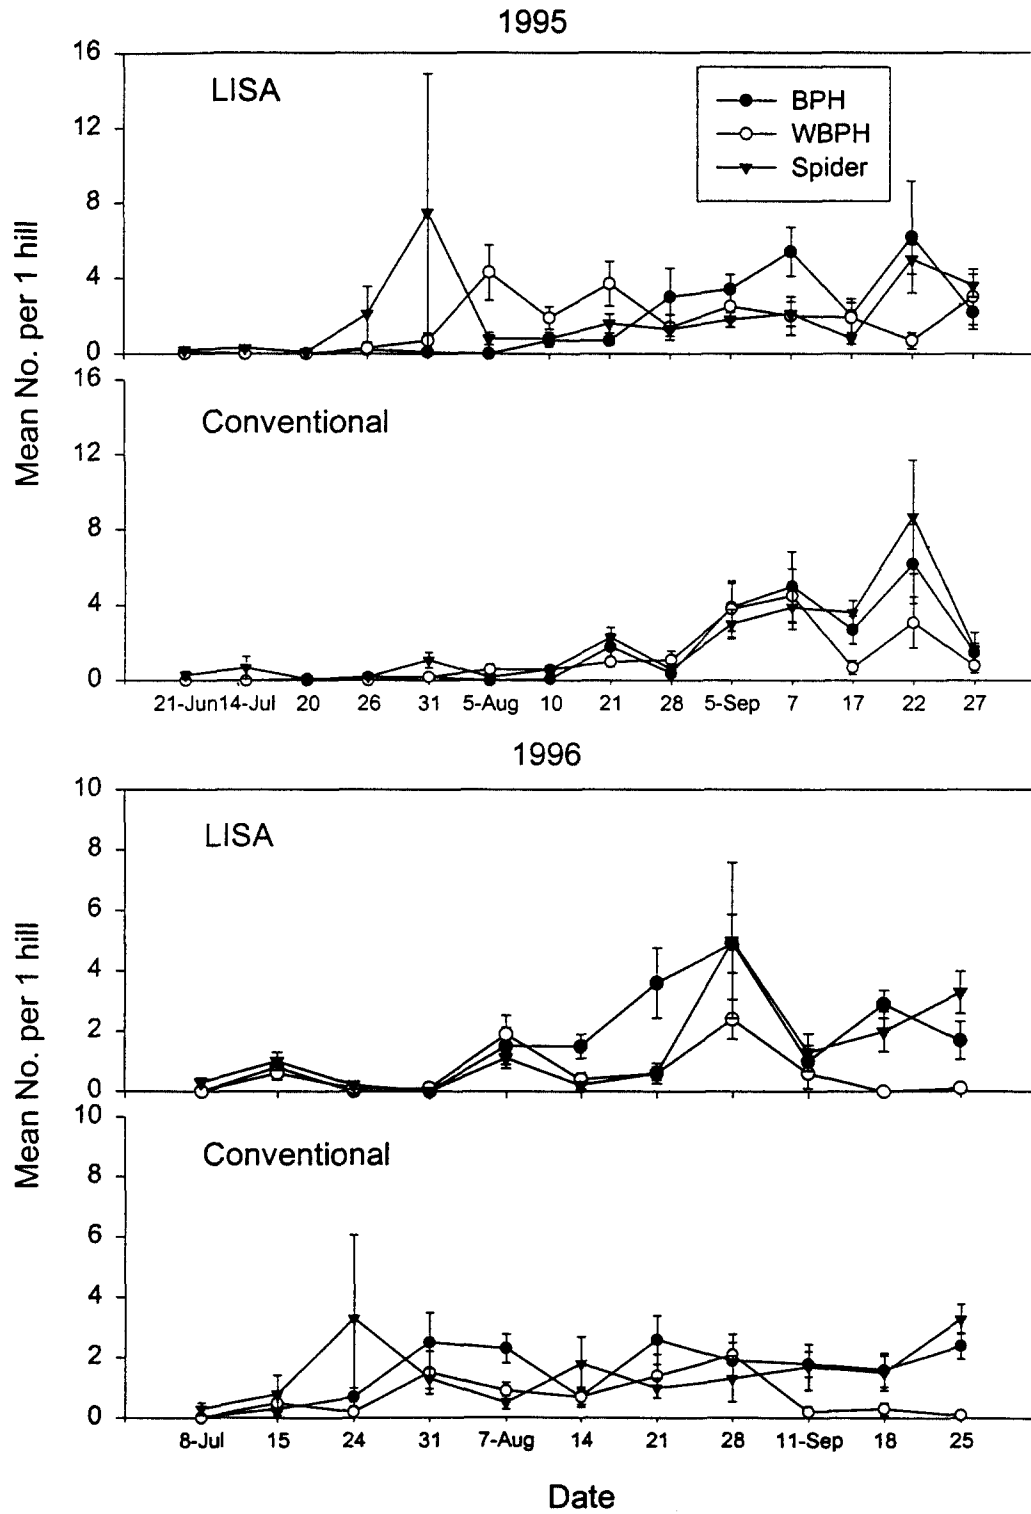 1995
16
LISA
BPH
WBPH
Spider
12
8
4
0
Mean No. per 1 hill
16
Conventional
12
8
4
0
21-Jun 14-Jul 20 26 31 5-Aug 10 21 28 5-Sep 7 17 22 27
1996
10
LISA
8
6
4
2
0
Mean No. per 1 hill
10
Conventional
8
6
4
2
0
8-Jul 15 24 31 7-Aug 14 21 28 11-Sep 18 25
Date